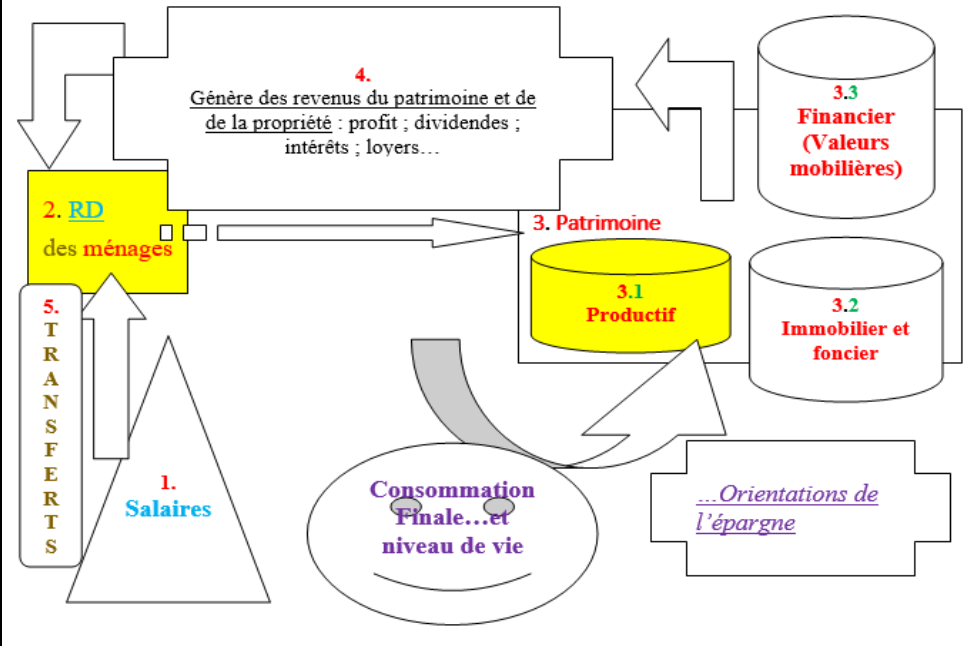 4.
Génère des revenus du patrimoine et de
de la propriété : profit ; dividendes ;
intérêts ; loyers…
3.3
Financier
(Valeurs
mobilières)
2. RD
des ménages
3. Patrimoine
3.1
Productif
3.2
Immobilier et
foncier
5.
T
R
A
N
S
F
E
R
T
S
1.
Salaires
Consommation
Finale…et
niveau de vie
…Orientations de
l’épargne